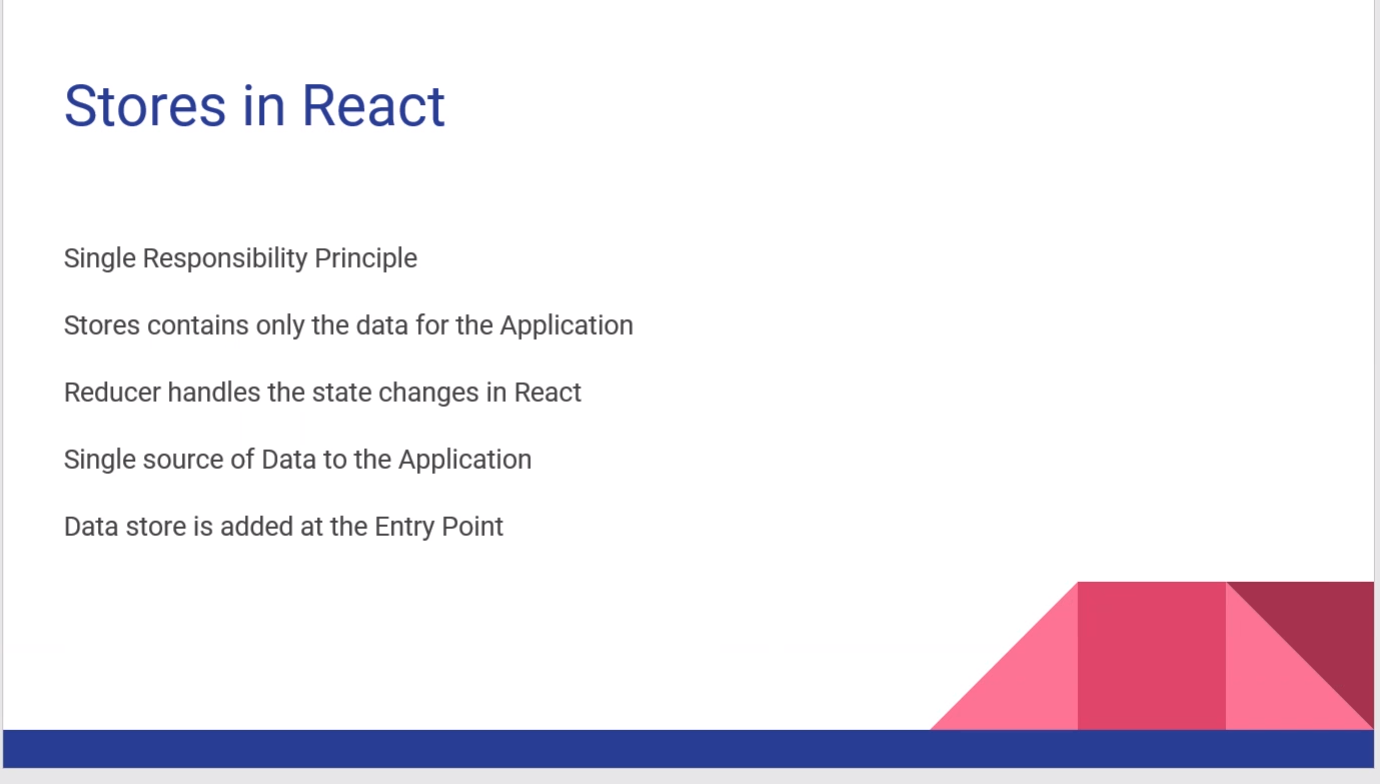 Stores in React
Single Responsibility Principle
Stores contains only the data for the Application
Reducer handles the state changes in React
Single source of Data to the Application
Data store is added at the Entry Point